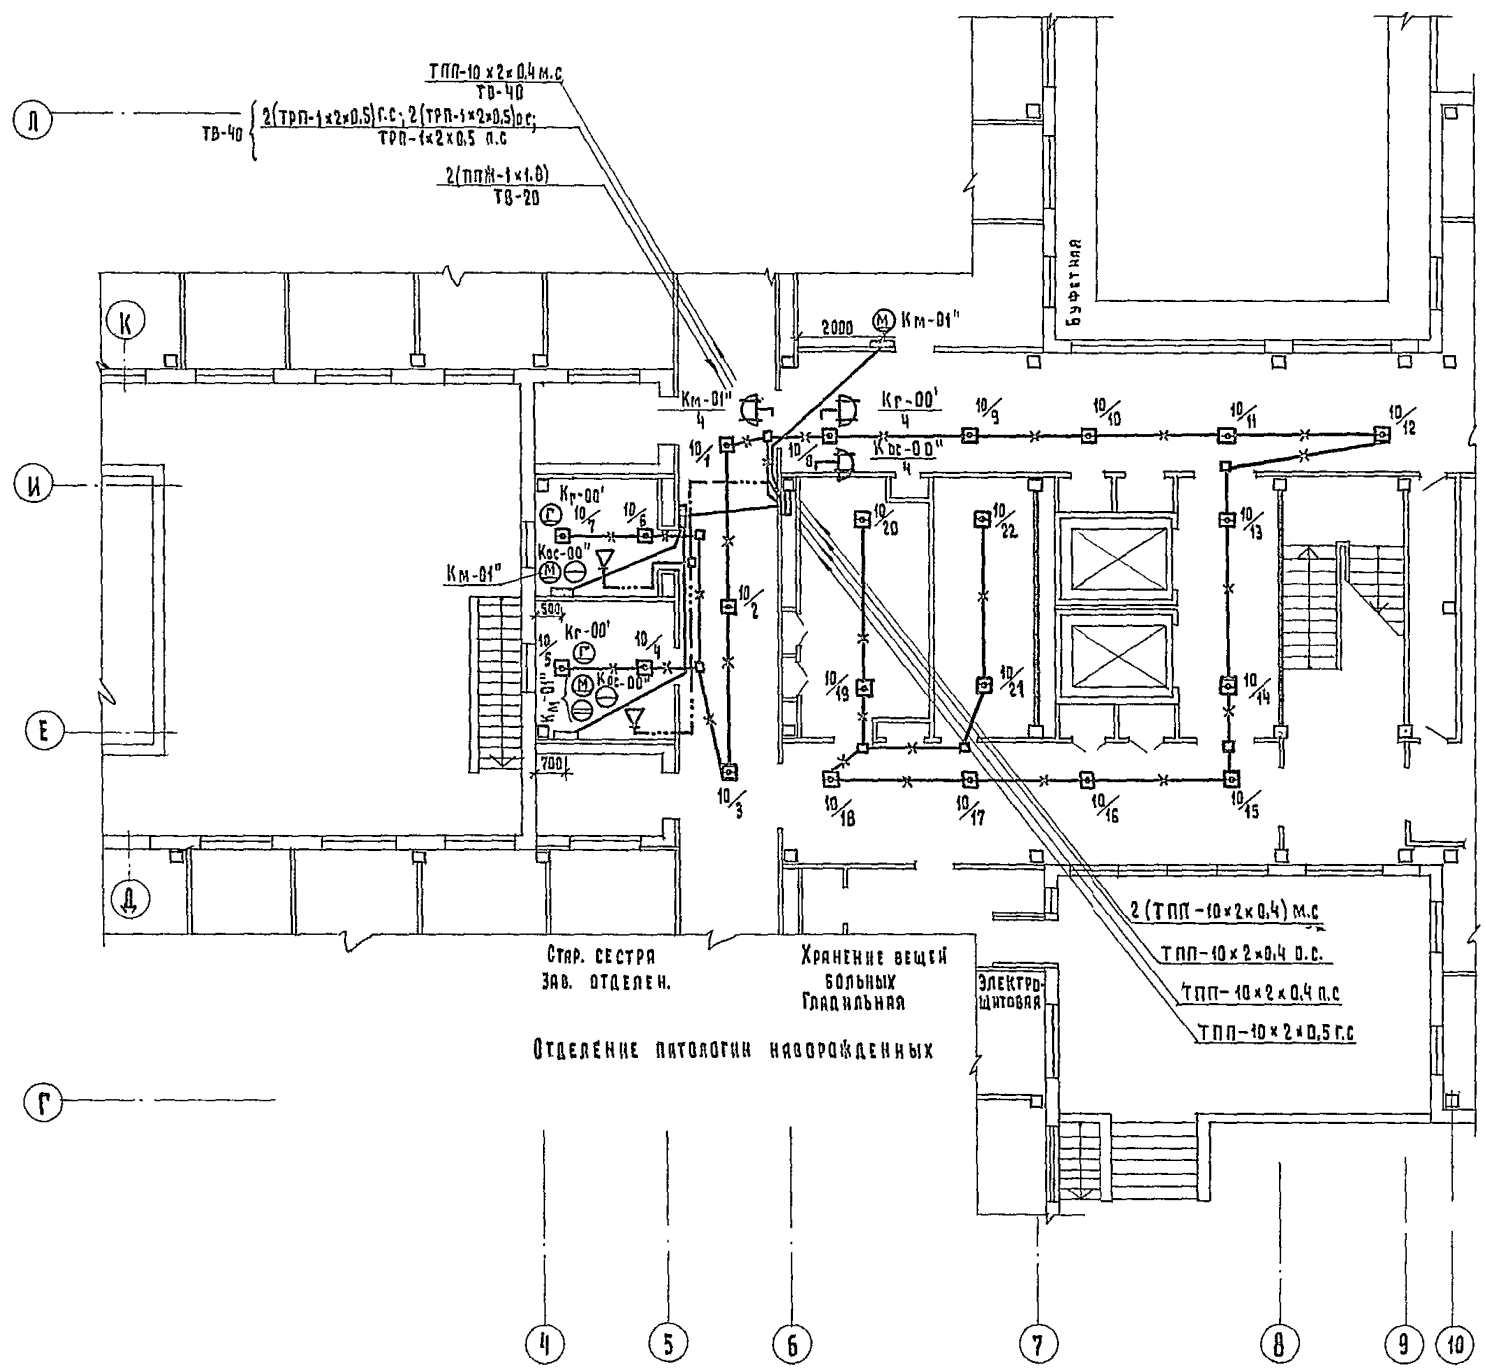 ТПП-10×2×0,4 м.с
ТВ-40
Л
ТВ-40 { 2(ТРП-1×2×0,5)г.с; 2(ТРП-1×2×0,5)ос;
ТРП-1×2×0,5 п.с
2(ППЖ-1×1.8)
ТВ-20
БУФЕТНАЯ
К
2000
М Км-01"
Км-01"
4
Кг-00'
4
10/9
10/10
10/11
10/12
10/1
10/8
Кос-00"
4
И
Кг-00'
Г
10/7
10/6
10/20
10/22
10/13
Кос-00"
М
Км-01"
10/2
500
Кг-00'
10/5
Г
10/4
М
Кос-00"
Км-01"
10/19
10/21
10/14
Е
700
10/3
10/18
10/17
10/16
10/15
Д
2 (ТПП-10×2×0,4) м.с
Стар. сестра
Зав. отделен.
Хранение вещей
больных
Гладильная
Электро-
щитовая
ТПП-10×2×0,4 о.с.
ТПП-10×2×0,4 п.с
ТПП-10×2×0,5 г.с
Отделение патологии наворожденных
Г
4
5
6
7
8
9
10